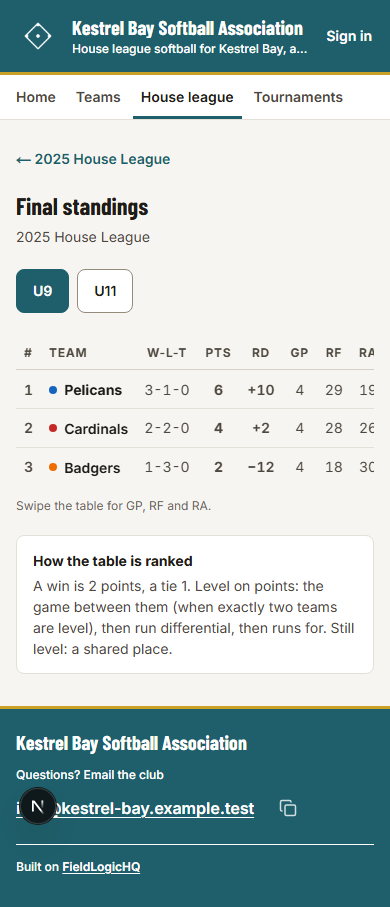 Kestrel Bay Softball Association
House league softball for Kestrel Bay, a...
Sign in
Home Teams House league Tournaments
← 2025 House League
Final standings
2025 House League
U9 U11
# TEAM W-L-T PTS RD GP RF RA
1 Pelicans 3-1-0 6 +10 4 29 19
2 Cardinals 2-2-0 4 +2 4 28 26
3 Badgers 1-3-0 2 −12 4 18 30
Swipe the table for GP, RF and RA.
How the table is ranked
A win is 2 points, a tie 1. Level on points: the
game between them (when exactly two teams
are level), then run differential, then runs for. Still
level: a shared place.
Kestrel Bay Softball Association
Questions? Email the club
@kestrel-bay.example.test
N
Built on FieldLogicHQ